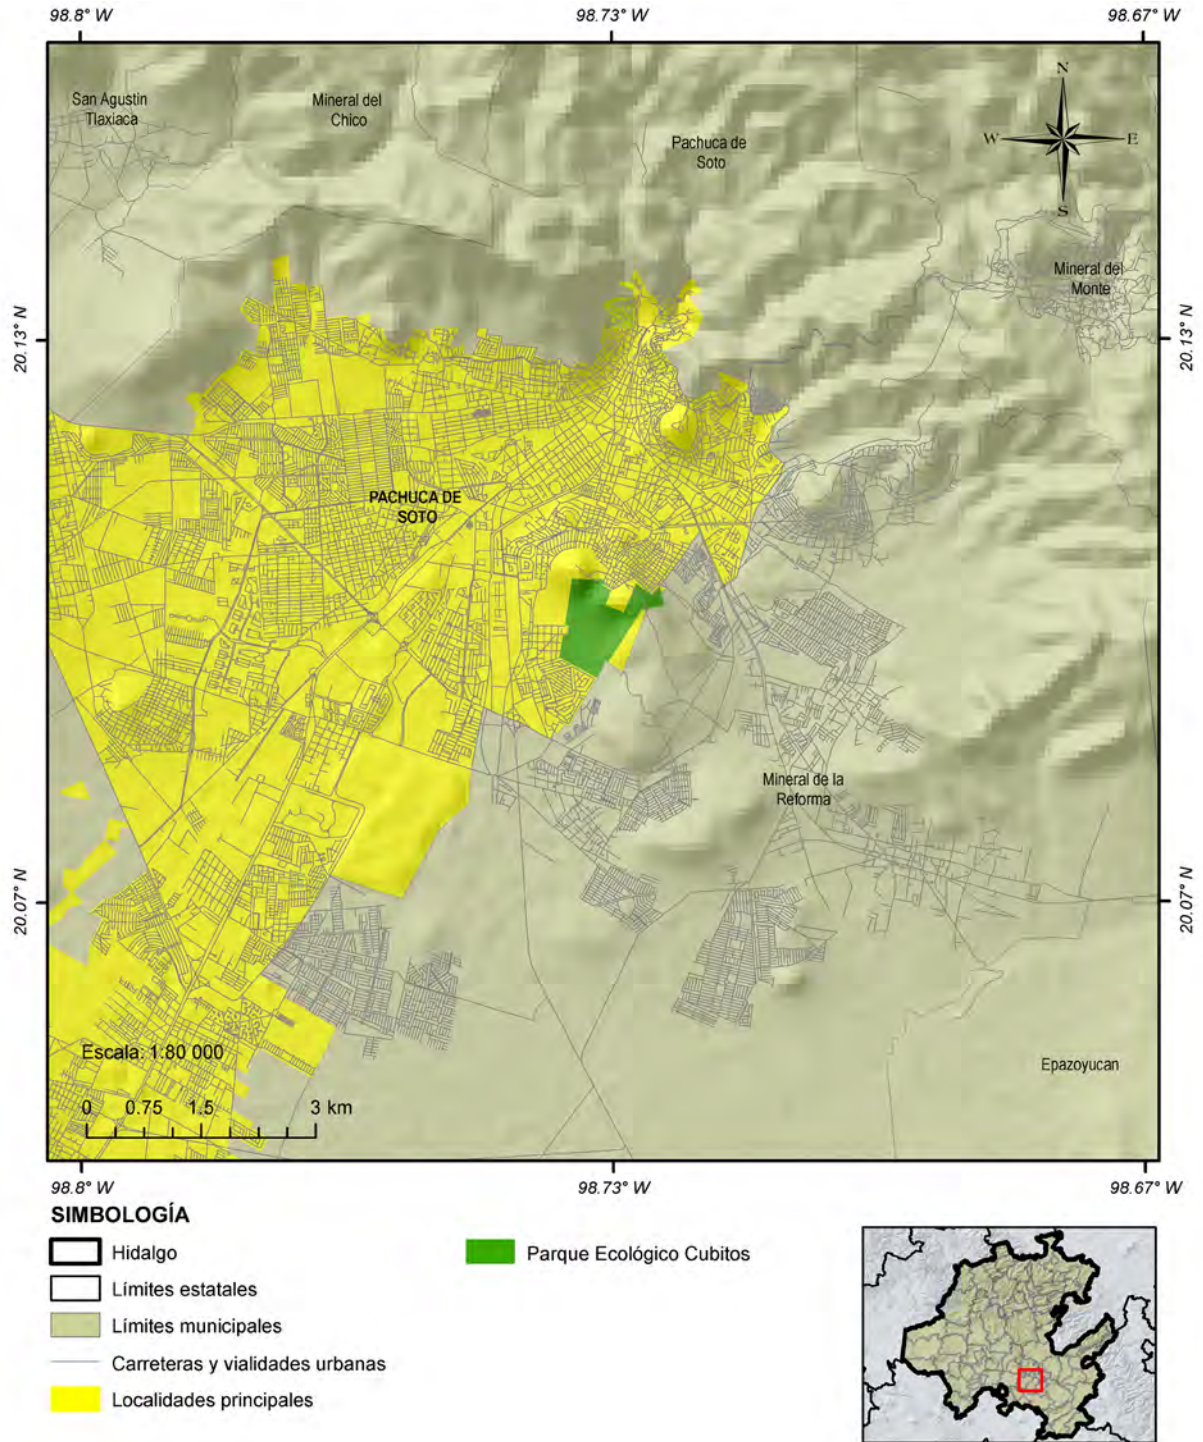 98.8° W
98.73° W
98.67° W
San Agustin
Tlaxiaca
Mineral del
Chico
Pachuca de
Soto
N
W
E
S
Mineral del
Monte
20.13° N
20.13° N
PACHUCA DE
SOTO
Mineral de la
Reforma
20.07° N
20.07° N
Escala: 1:80 000
Epazoyucan
0 0.75 1.5 3 km
98.8° W
98.73° W
98.67° W
SIMBOLOGÍA
Hidalgo
Parque Ecológico Cubitos
Límites estatales
Límites municipales
Carreteras y vialidades urbanas
Localidades principales